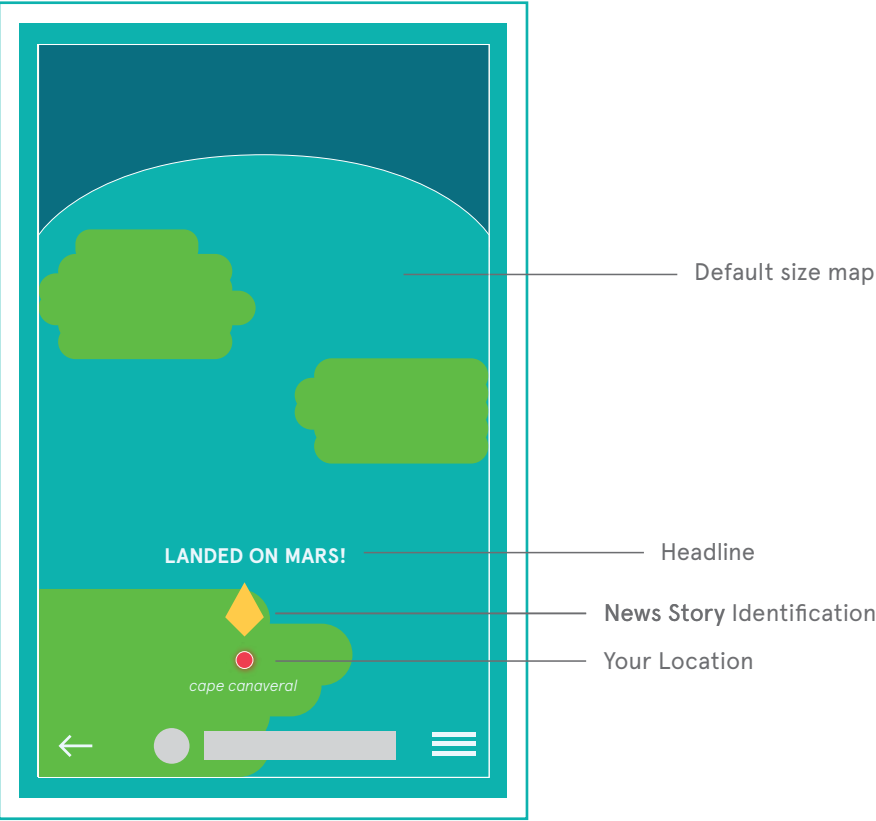 Default size map
LANDED ON MARS!
Headline
News Story Identification
Your Location
cape canaveral